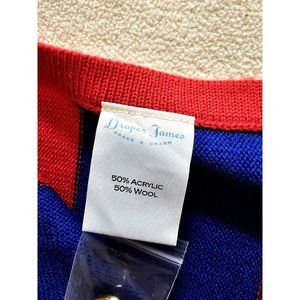 Draper James
GRACE & CHARM
50% ACRYLIC
50% WOOL